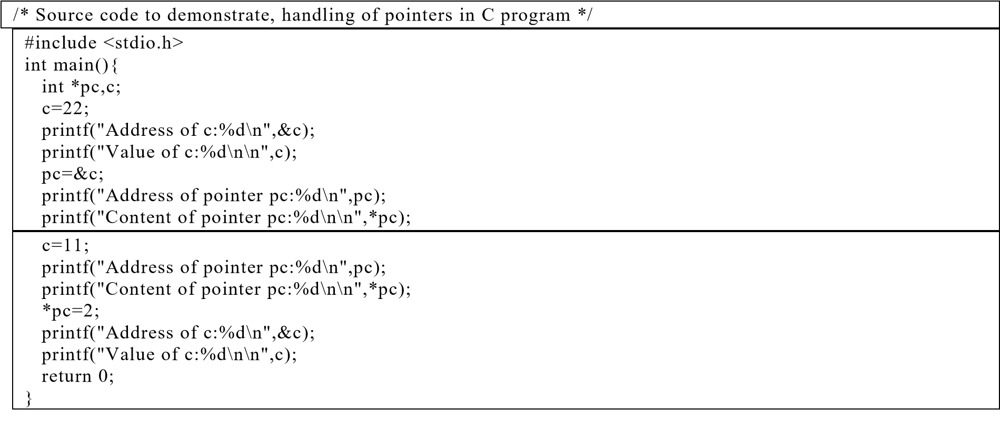 /* Source code to demonstrate, handling of pointers in C program */
#include <stdio.h>
int main(){
int *pc,c;
c=22;
printf("Address of c:%d\n",&c);
printf("Value of c:%d\n\n",c);
pc=&c;
printf("Address of pointer pc:%d\n",pc);
printf("Content of pointer pc:%d\n\n",*pc);
c=11;
printf("Address of pointer pc:%d\n",pc);
printf("Content of pointer pc:%d\n\n",*pc);
*pc=2;
printf("Address of c:%d\n",&c);
printf("Value of c:%d\n\n",c);
return 0;
}